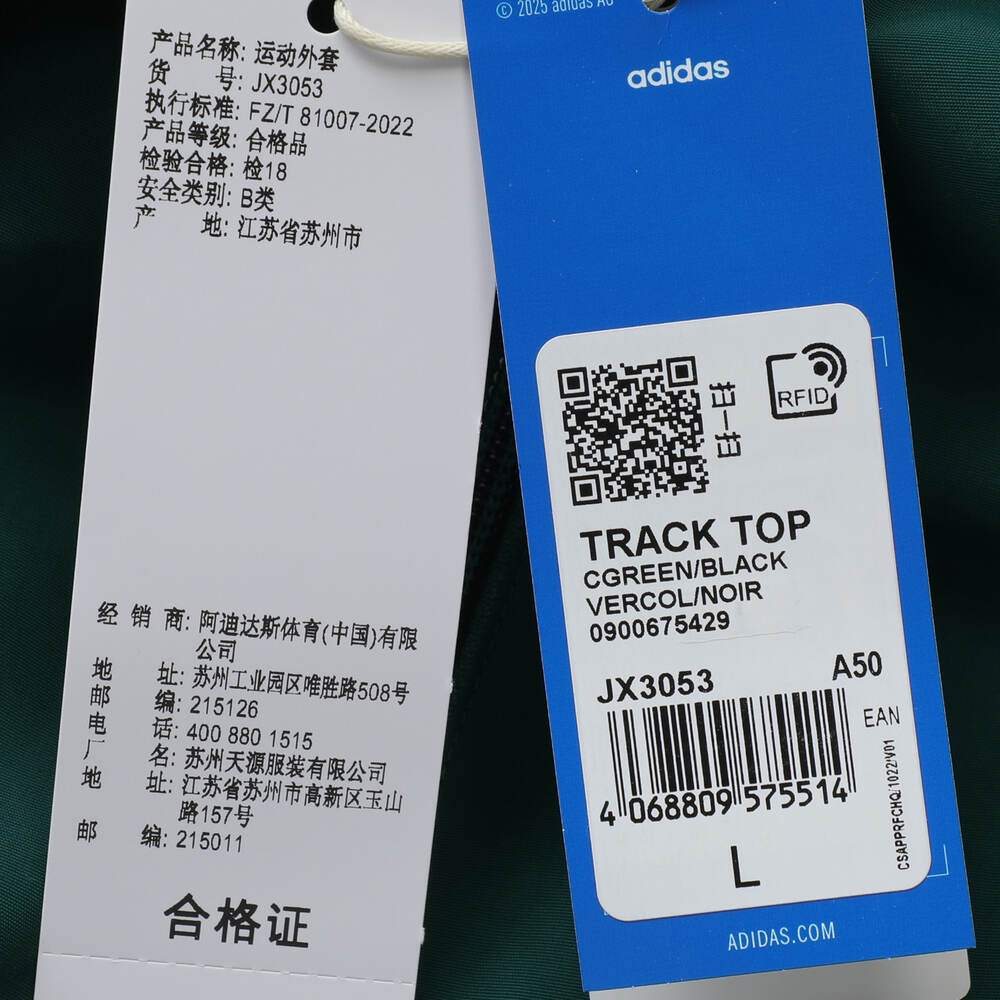 产品名称: 运动外套
货 号: JX3053
执行标准: FZ/T 81007-2022
产品等级: 合格品
检验合格: 检18
安全类别: B类
产 地: 江苏省苏州市
经 销 商: 阿迪达斯体育(中国)有限
公司
地 址: 苏州工业园区唯胜路508号
邮 编: 215126
电 话: 400 880 1515
厂 名: 苏州天源服装有限公司
地 址: 江苏省苏州市高新区玉山
路157号
邮 编: 215011
合格证
© 2025 adidas AG
adidas
RFID
TRACK TOP
CGREEN/BLACK
VERCOL/NOIR
0900675429
JX3053 A50
EAN
4 068809 575514
CSAPPRFCHQ/1022/V01
L
ADIDAS.COM